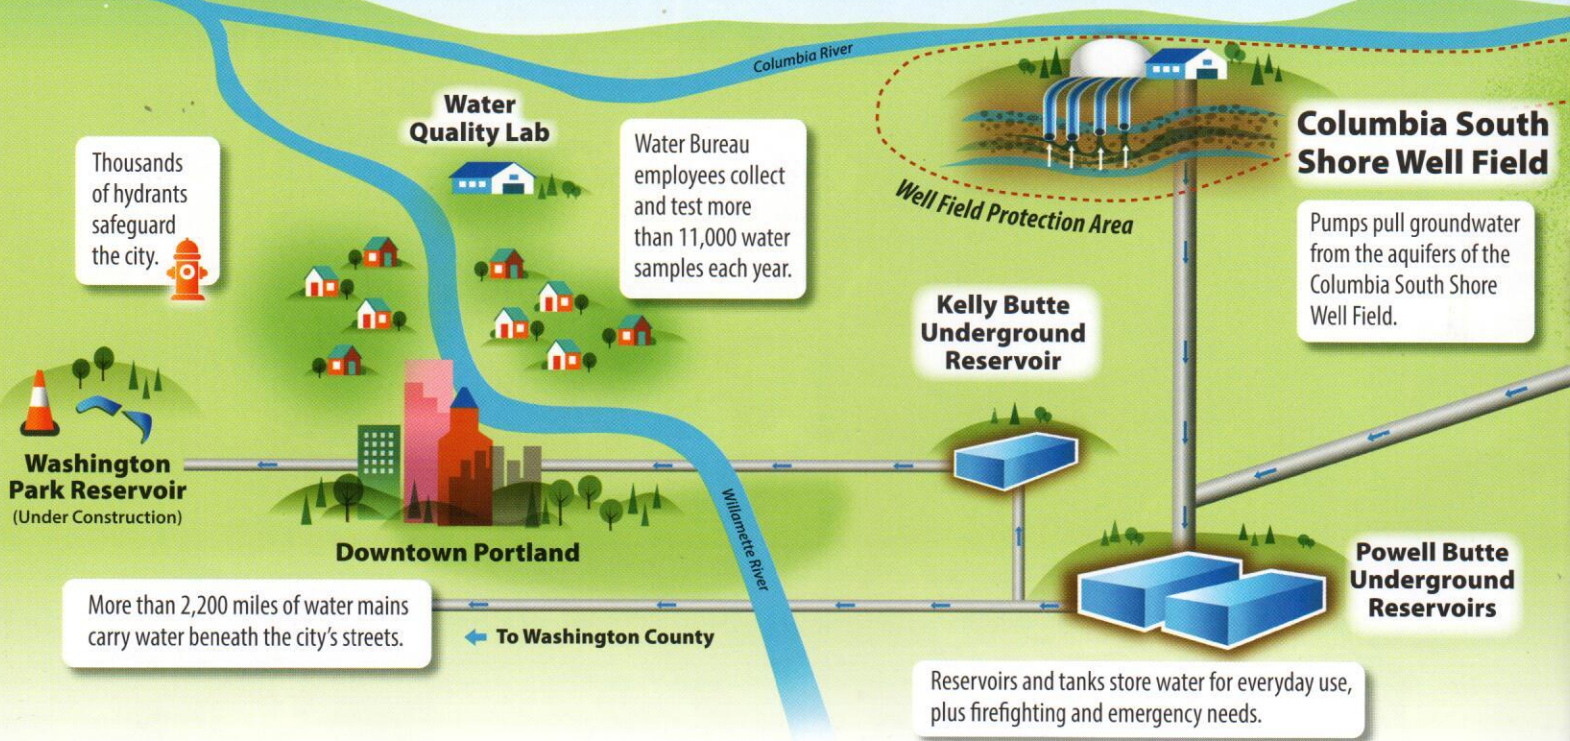 Columbia River
Water
Quality Lab
Thousands
of hydrants
safeguard
the city.
Water Bureau
employees collect
and test more
than 11,000 water
samples each year.
Columbia South
Shore Well Field
Well Field Protection Area
Pumps pull groundwater
from the aquifers of the
Columbia South Shore
Well Field.
Kelly Butte
Underground
Reservoir
Washington
Park Reservoir
(Under Construction)
Downtown Portland
Willamette River
Powell Butte
Underground
Reservoirs
More than 2,200 miles of water mains
carry water beneath the city's streets.
To Washington County
Reservoirs and tanks store water for everyday use,
plus firefighting and emergency needs.